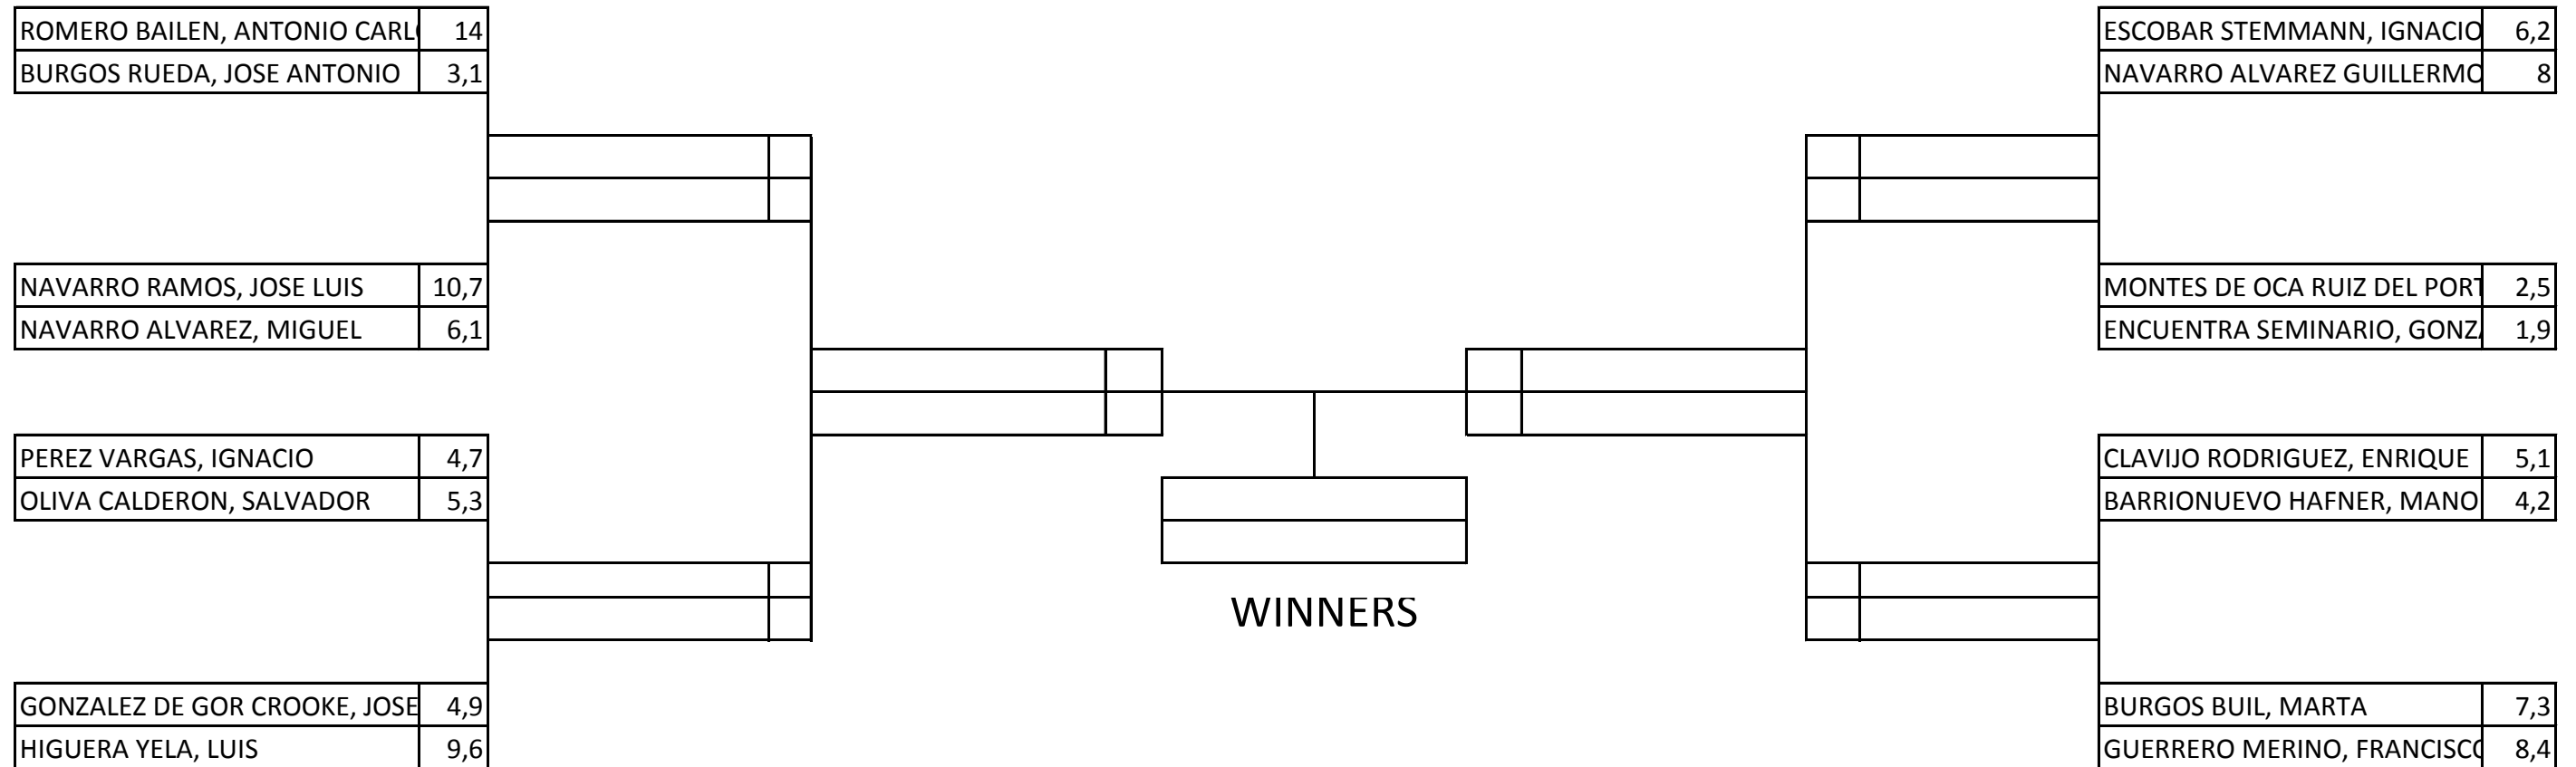 ROMERO BAILEN, ANTONIO CARL 14
BURGOS RUEDA, JOSE ANTONIO 3,1
NAVARRO RAMOS, JOSE LUIS 10,7
NAVARRO ALVAREZ, MIGUEL 6,1
PEREZ VARGAS, IGNACIO 4,7
OLIVA CALDERON, SALVADOR 5,3
GONZALEZ DE GOR CROOKE, JOSE 4,9
HIGUERA YELA, LUIS 9,6
WINNERS
ESCOBAR STEMMANN, IGNACIO 6,2
NAVARRO ALVAREZ GUILLERMO 8
MONTES DE OCA RUIZ DEL PORT 2,5
ENCUENTRA SEMINARIO, GONZA 1,9
CLAVIJO RODRIGUEZ, ENRIQUE 5,1
BARRIONUEVO HAFNER, MANO 4,2
BURGOS BUIL, MARTA 7,3
GUERRERO MERINO, FRANCISCO 8,4